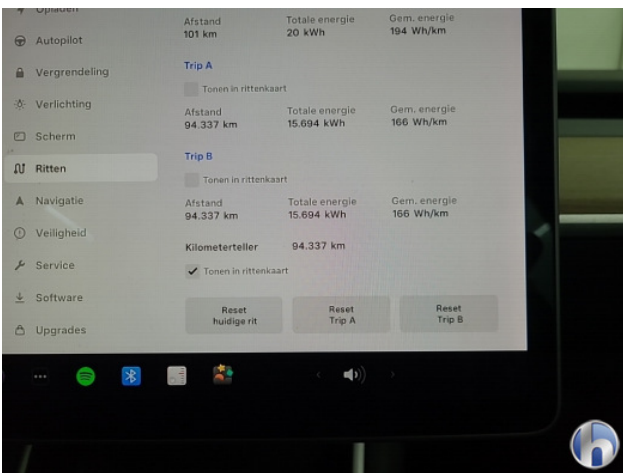 Opladen
Autopilot
Vergrendeling
Verlichting
Scherm
Ritten
Navigatie
Veiligheid
Service
Software
Upgrades
Afstand Totale energie Gem. energie
101 km 20 kWh 194 Wh/km
Trip A
Tonen in rittenkaart
Afstand Totale energie Gem. energie
94.337 km 15.694 kWh 166 Wh/km
Trip B
Tonen in rittenkaart
Afstand Totale energie Gem. energie
94.337 km 15.694 kWh 166 Wh/km
Kilometerteller 94.337 km
Tonen in rittenkaart
Reset
huidige rit
Reset
Trip A
Reset
Trip B